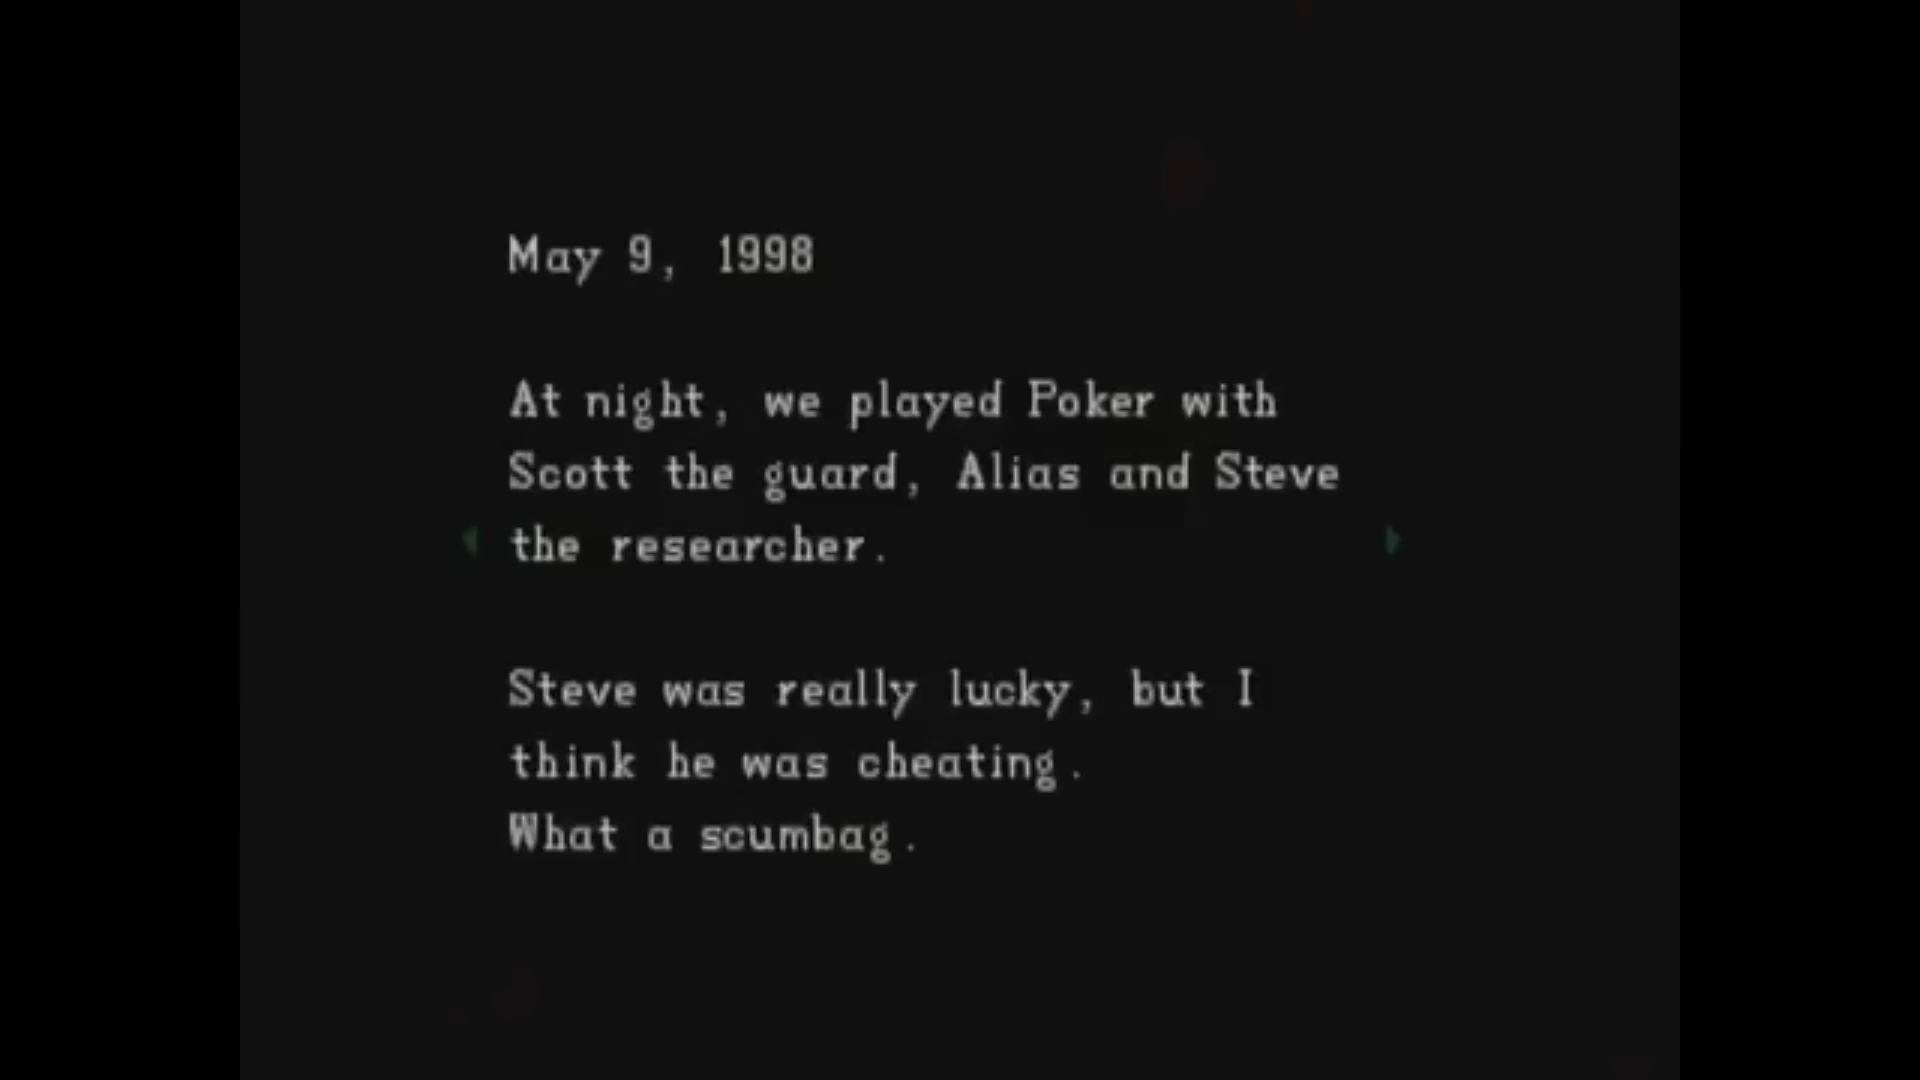 May 9, 1998
At night, we played Poker with
Scott the guard, Alias and Steve
the researcher.
Steve was really lucky, but I
think he was cheating.
What a scumbag.